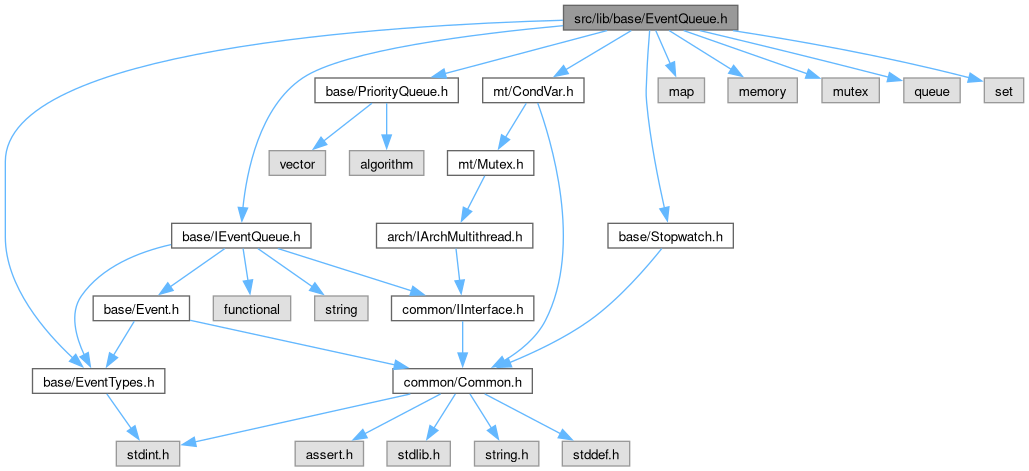 src/lib/base/EventQueue.h
base/PriorityQueue.h
mt/CondVar.h
map
memory
mutex
queue
set
vector
algorithm
mt/Mutex.h
base/IEventQueue.h
arch/IArchMultithread.h
base/Stopwatch.h
base/Event.h
functional
string
common/IInterface.h
base/EventTypes.h
common/Common.h
stdint.h
assert.h
stdlib.h
string.h
stddef.h